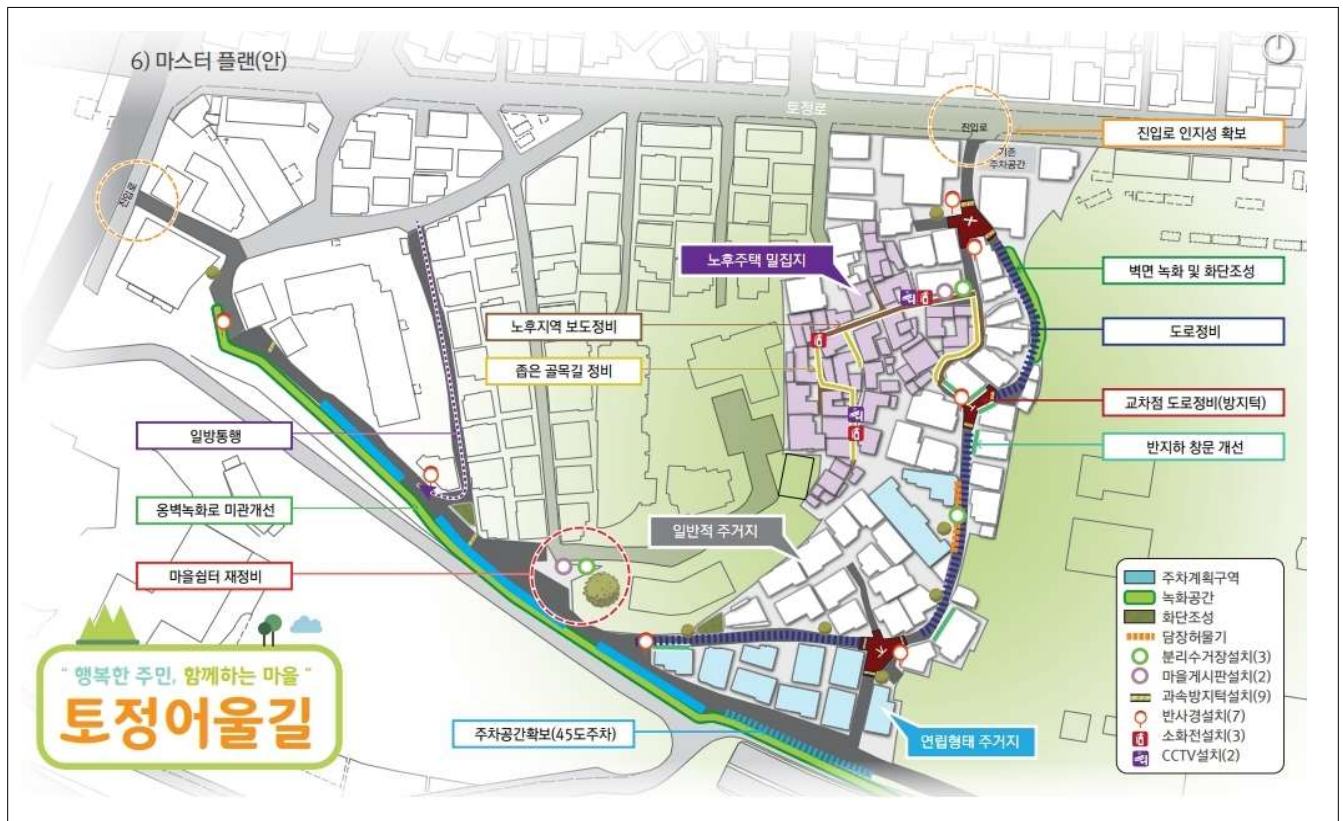 6) 마스터 플랜(안)
토정로
진입로
진입로
기존
주차공간
진입로 인지성 확보
노후주택 밀집지
벽면 녹화 및 화단조성
노후지역 보도정비
도로정비
좁은 골목길 정비
교차점 도로정비(방지턱)
일방통행
반지하 창문 개선
옹벽녹화로 미관개선
일반적 주거지
마을쉼터 재정비
" 행복한 주민, 함께하는 마을 "
토정어울길
주차공간확보(45도주차)
연립형태 주거지
주차계획구역
녹화공간
화단조성
담장허물기
분리수거장설치(3)
마을게시판설치(2)
과속방지턱설치(9)
반사경설치(7)
소화전설치(3)
CCTV설치(2)